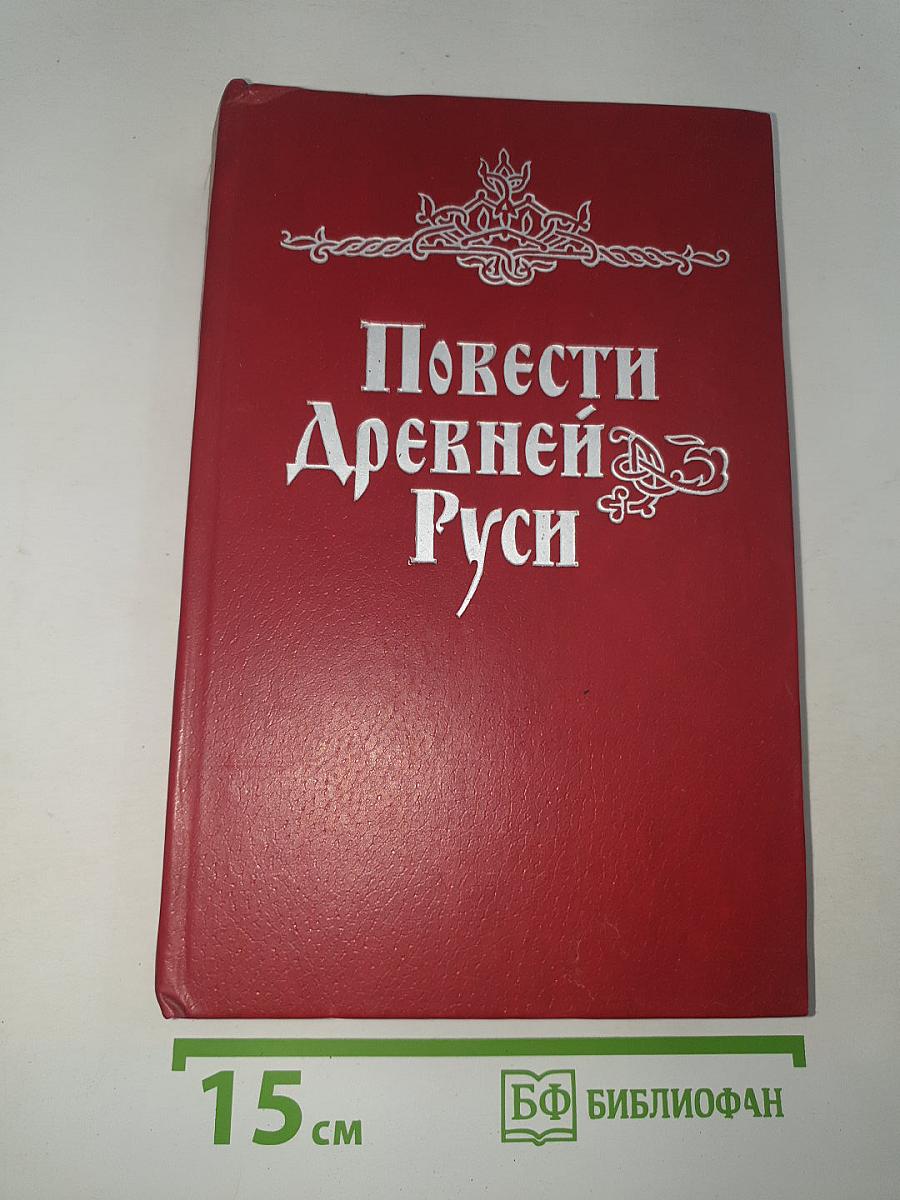 Повести
Древней
Руси
15 см
БФ БИБЛИОФАН